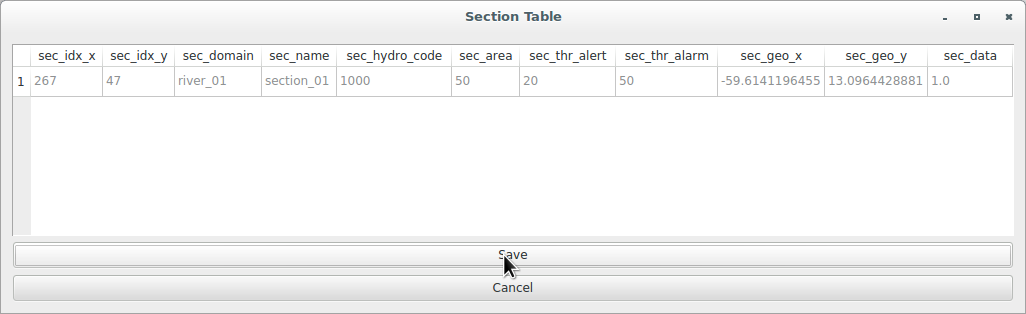 Section Table
sec_idx_x sec_idx_y sec_domain sec_name sec_hydro_code sec_area sec_thr_alert sec_thr_alarm sec_geo_x sec_geo_y sec_data
1 267 47 river_01 section_01 1000 50 20 50 -59.6141196455 13.0964428881 1.0
Save
Cancel